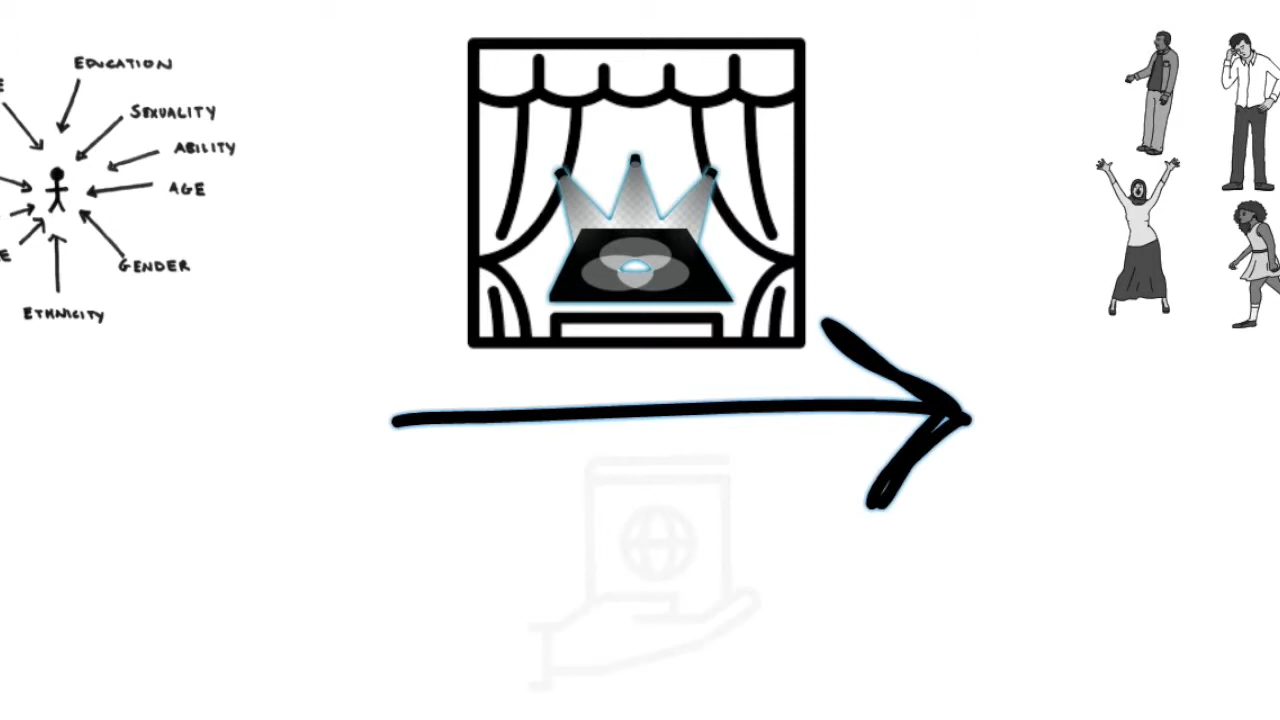 EDUCATION
SEXUALITY
ABILITY
AGE
GENDER
ETHNICITY